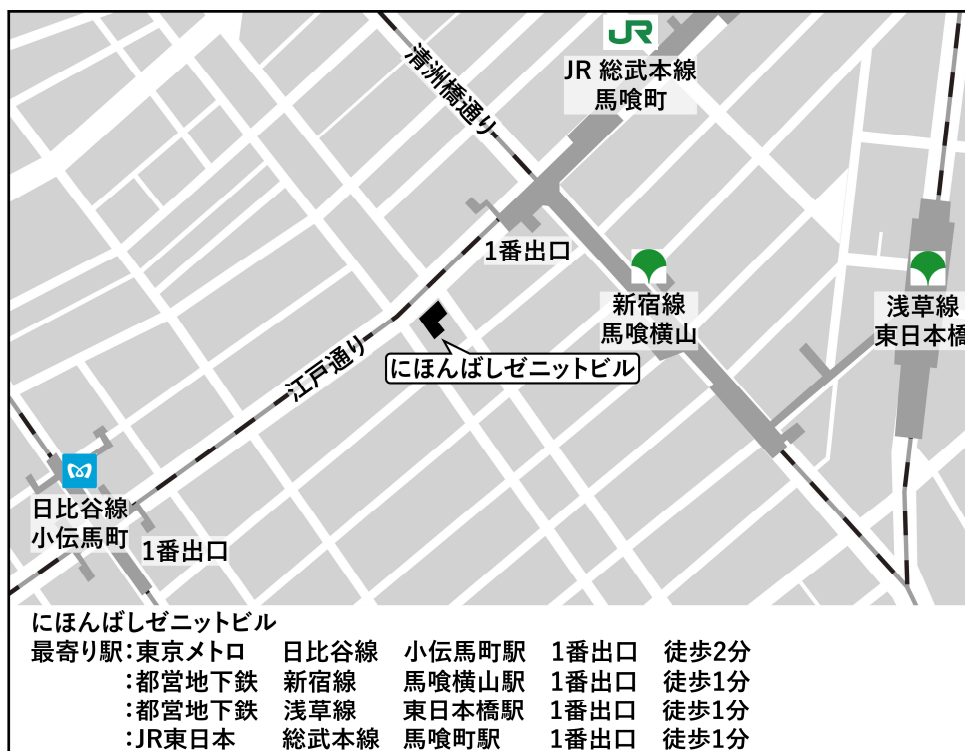 JR
JR 総武本線
馬喰町
清洲橋通り
1番出口
新宿線
馬喰横山
浅草線
東日本橋
江戸通り
にほんばしゼニットビル
日比谷線
小伝馬町
1番出口
にほんばしゼニットビル
最寄り駅:東京メトロ 日比谷線 小伝馬町駅 1番出口 徒歩2分
:都営地下鉄 新宿線 馬喰横山駅 1番出口 徒歩1分
:都営地下鉄 浅草線 東日本橋駅 1番出口 徒歩1分
:JR東日本 総武本線 馬喰町駅 1番出口 徒歩1分